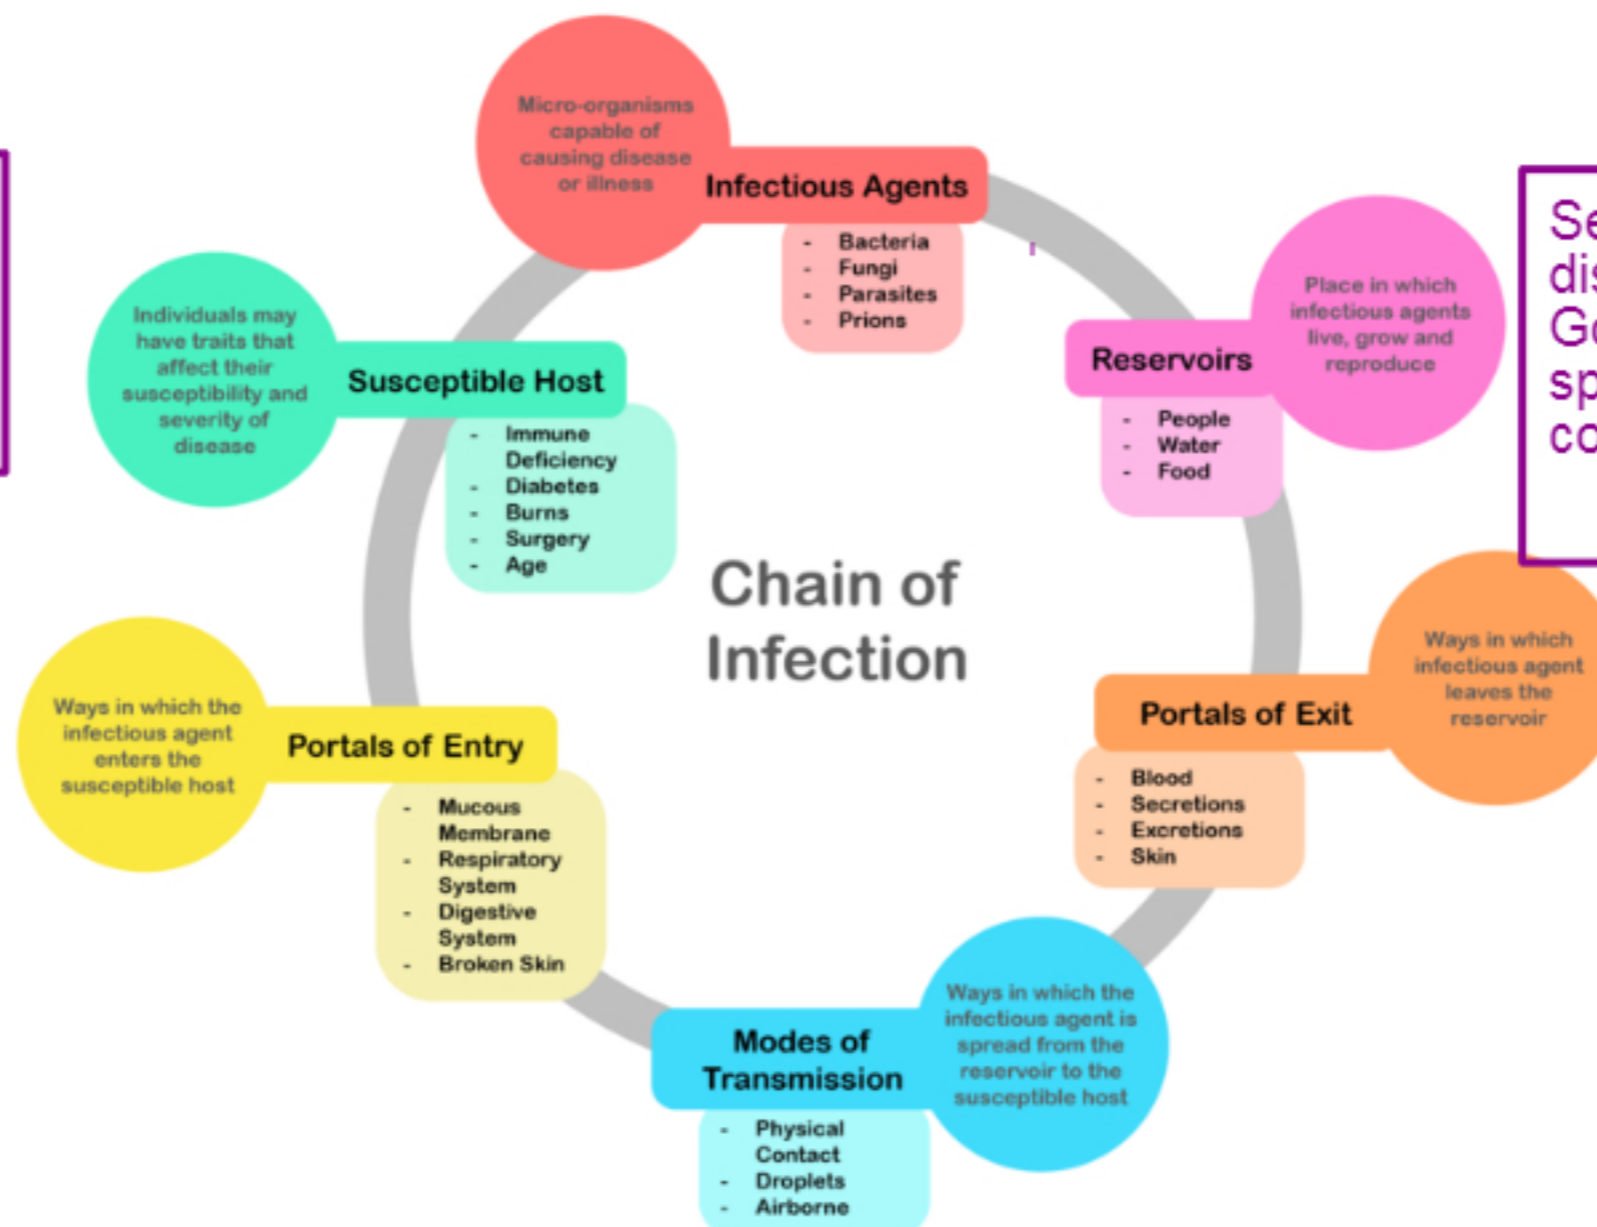 Micro-organisms
capable of
causing disease
or illness
Infectious Agents
- Bacteria
- Fungi
- Parasites
- Prions
Place in which
infectious agents
live, grow and
reproduce
Reservoirs
- People
- Water
- Food
Ways in which
infectious agent
leaves the
reservoir
Portals of Exit
- Blood
- Secretions
- Excretions
- Skin
Ways in which the
infectious agent is
spread from the
reservoir to the
susceptible host
Modes of
Transmission
- Physical
Contact
- Droplets
- Airborne
Ways in which the
infectious agent
enters the
susceptible host
Portals of Entry
- Mucous
Membrane
- Respiratory
System
- Digestive
System
- Broken Skin
Individuals may
have traits that
affect their
susceptibility and
severity of
disease
Susceptible Host
- Immune
Deficiency
- Diabetes
- Burns
- Surgery
- Age
Chain of
Infection